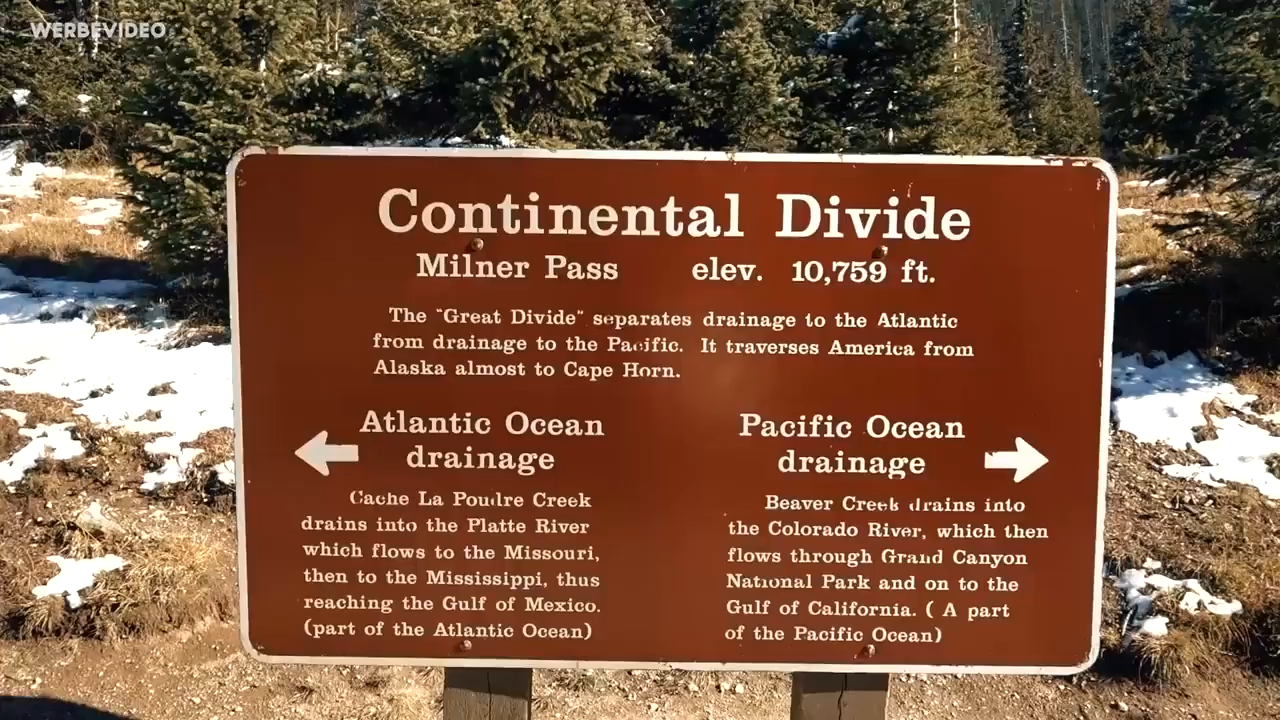 WERBEVIDEO
Continental Divide
Milner Pass elev. 10,759 ft.
The "Great Divide" separates drainage to the Atlantic
from drainage to the Pacific. It traverses America from
Alaska almost to Cape Horn.
Atlantic Ocean
drainage
Cache La Poudre Creek
drains into the Platte River
which flows to the Missouri,
then to the Mississippi, thus
reaching the Gulf of Mexico.
(part of the Atlantic Ocean)
Pacific Ocean
drainage
Beaver Creek drains into
the Colorado River, which then
flows through Grand Canyon
National Park and on to the
Gulf of California. ( A part
of the Pacific Ocean)